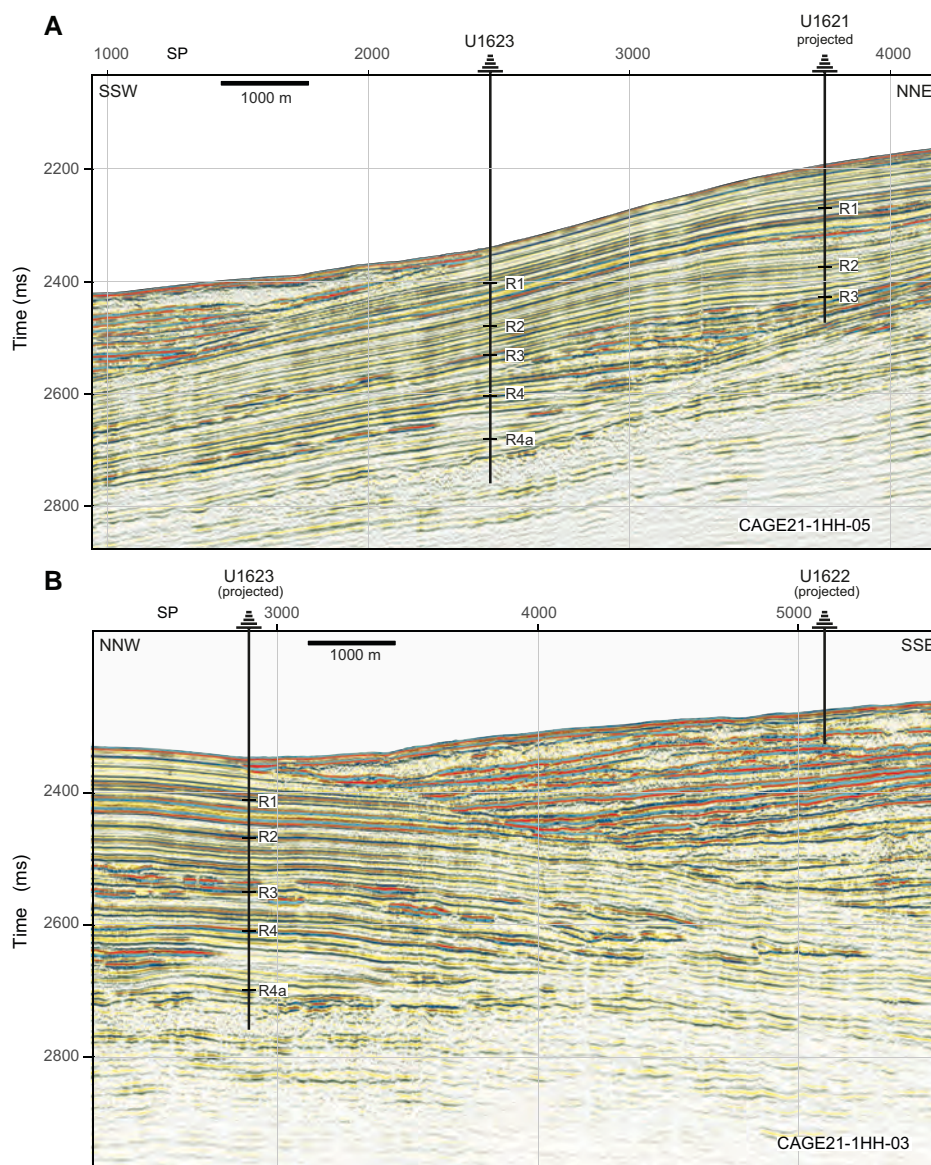 A
U1621
U1623
projected
1000 SP 2000 3000 4000
SSW NNE
1000 m
2200
R1
R2
2400
R1
R3
Time (ms)
R2
R3
2600
R4
R4a
2800
CAGE21-1HH-05
B
U1623 U1622
(projected) (projected)
SP 3000 4000 5000
NNW SSE
1000 m
2400
R1
R2
Time (ms)
R3
2600
R4
R4a
2800
CAGE21-1HH-03